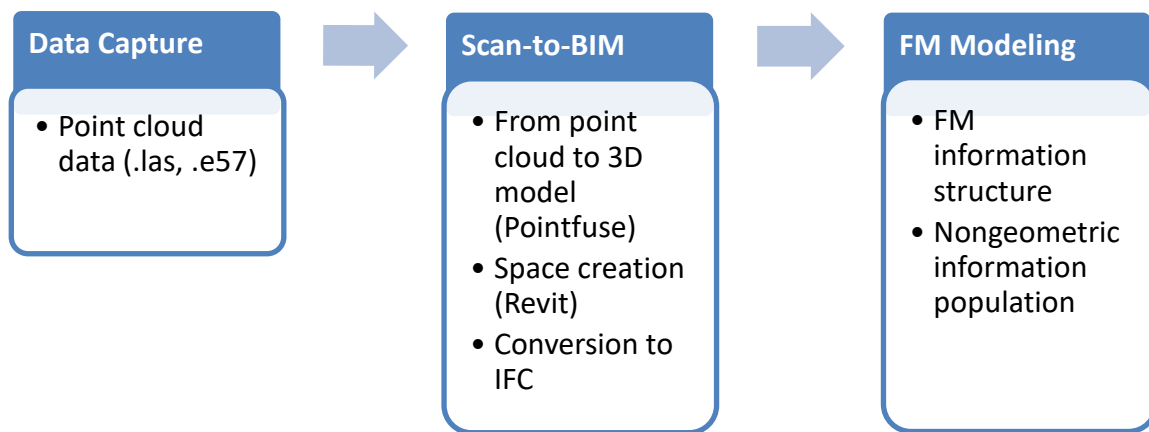 Data Capture
• Point cloud
data (.las, .e57)
Scan-to-BIM
• From point
cloud to 3D
model
(Pointfuse)
• Space creation
(Revit)
• Conversion to
IFC
FM Modeling
• FM
information
structure
• Nongeometric
information
population